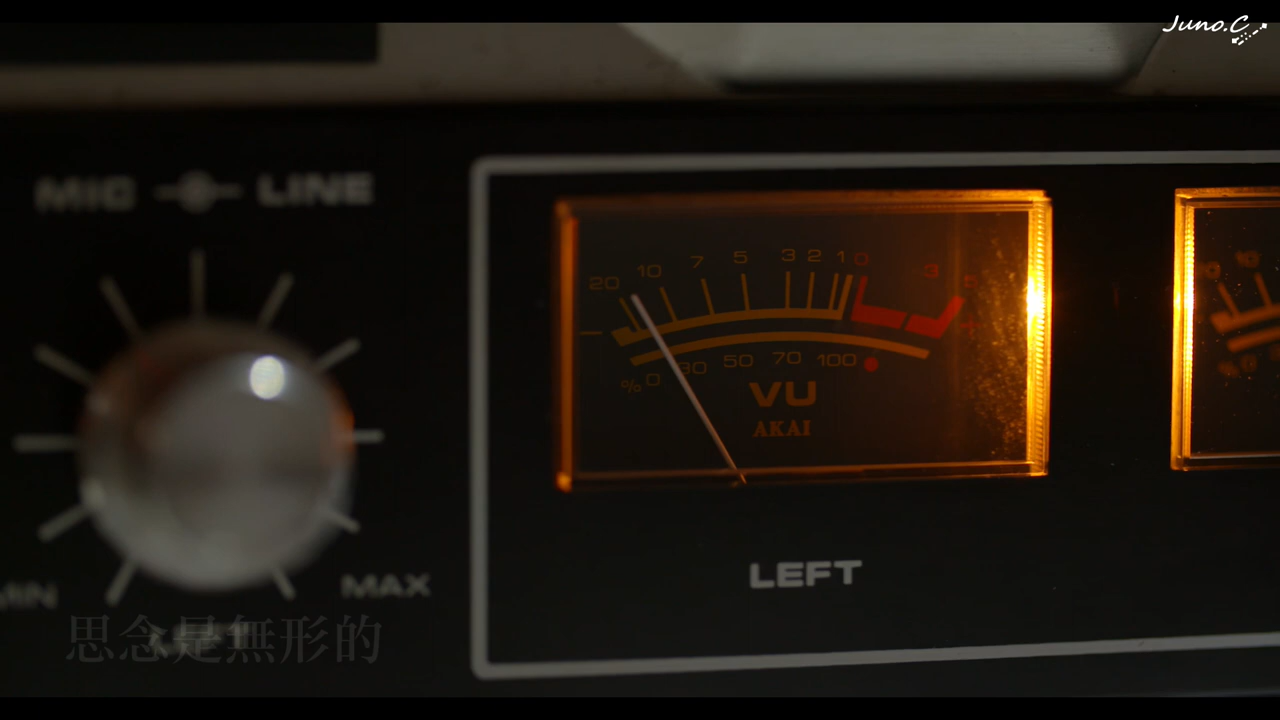 Juno.C
MIC LINE
20 10 7 5 3 2 1 0 3 5
- +
% 0 30 50 70 100
VU
AKAI
LEFT
MIN MAX
思念是無形的